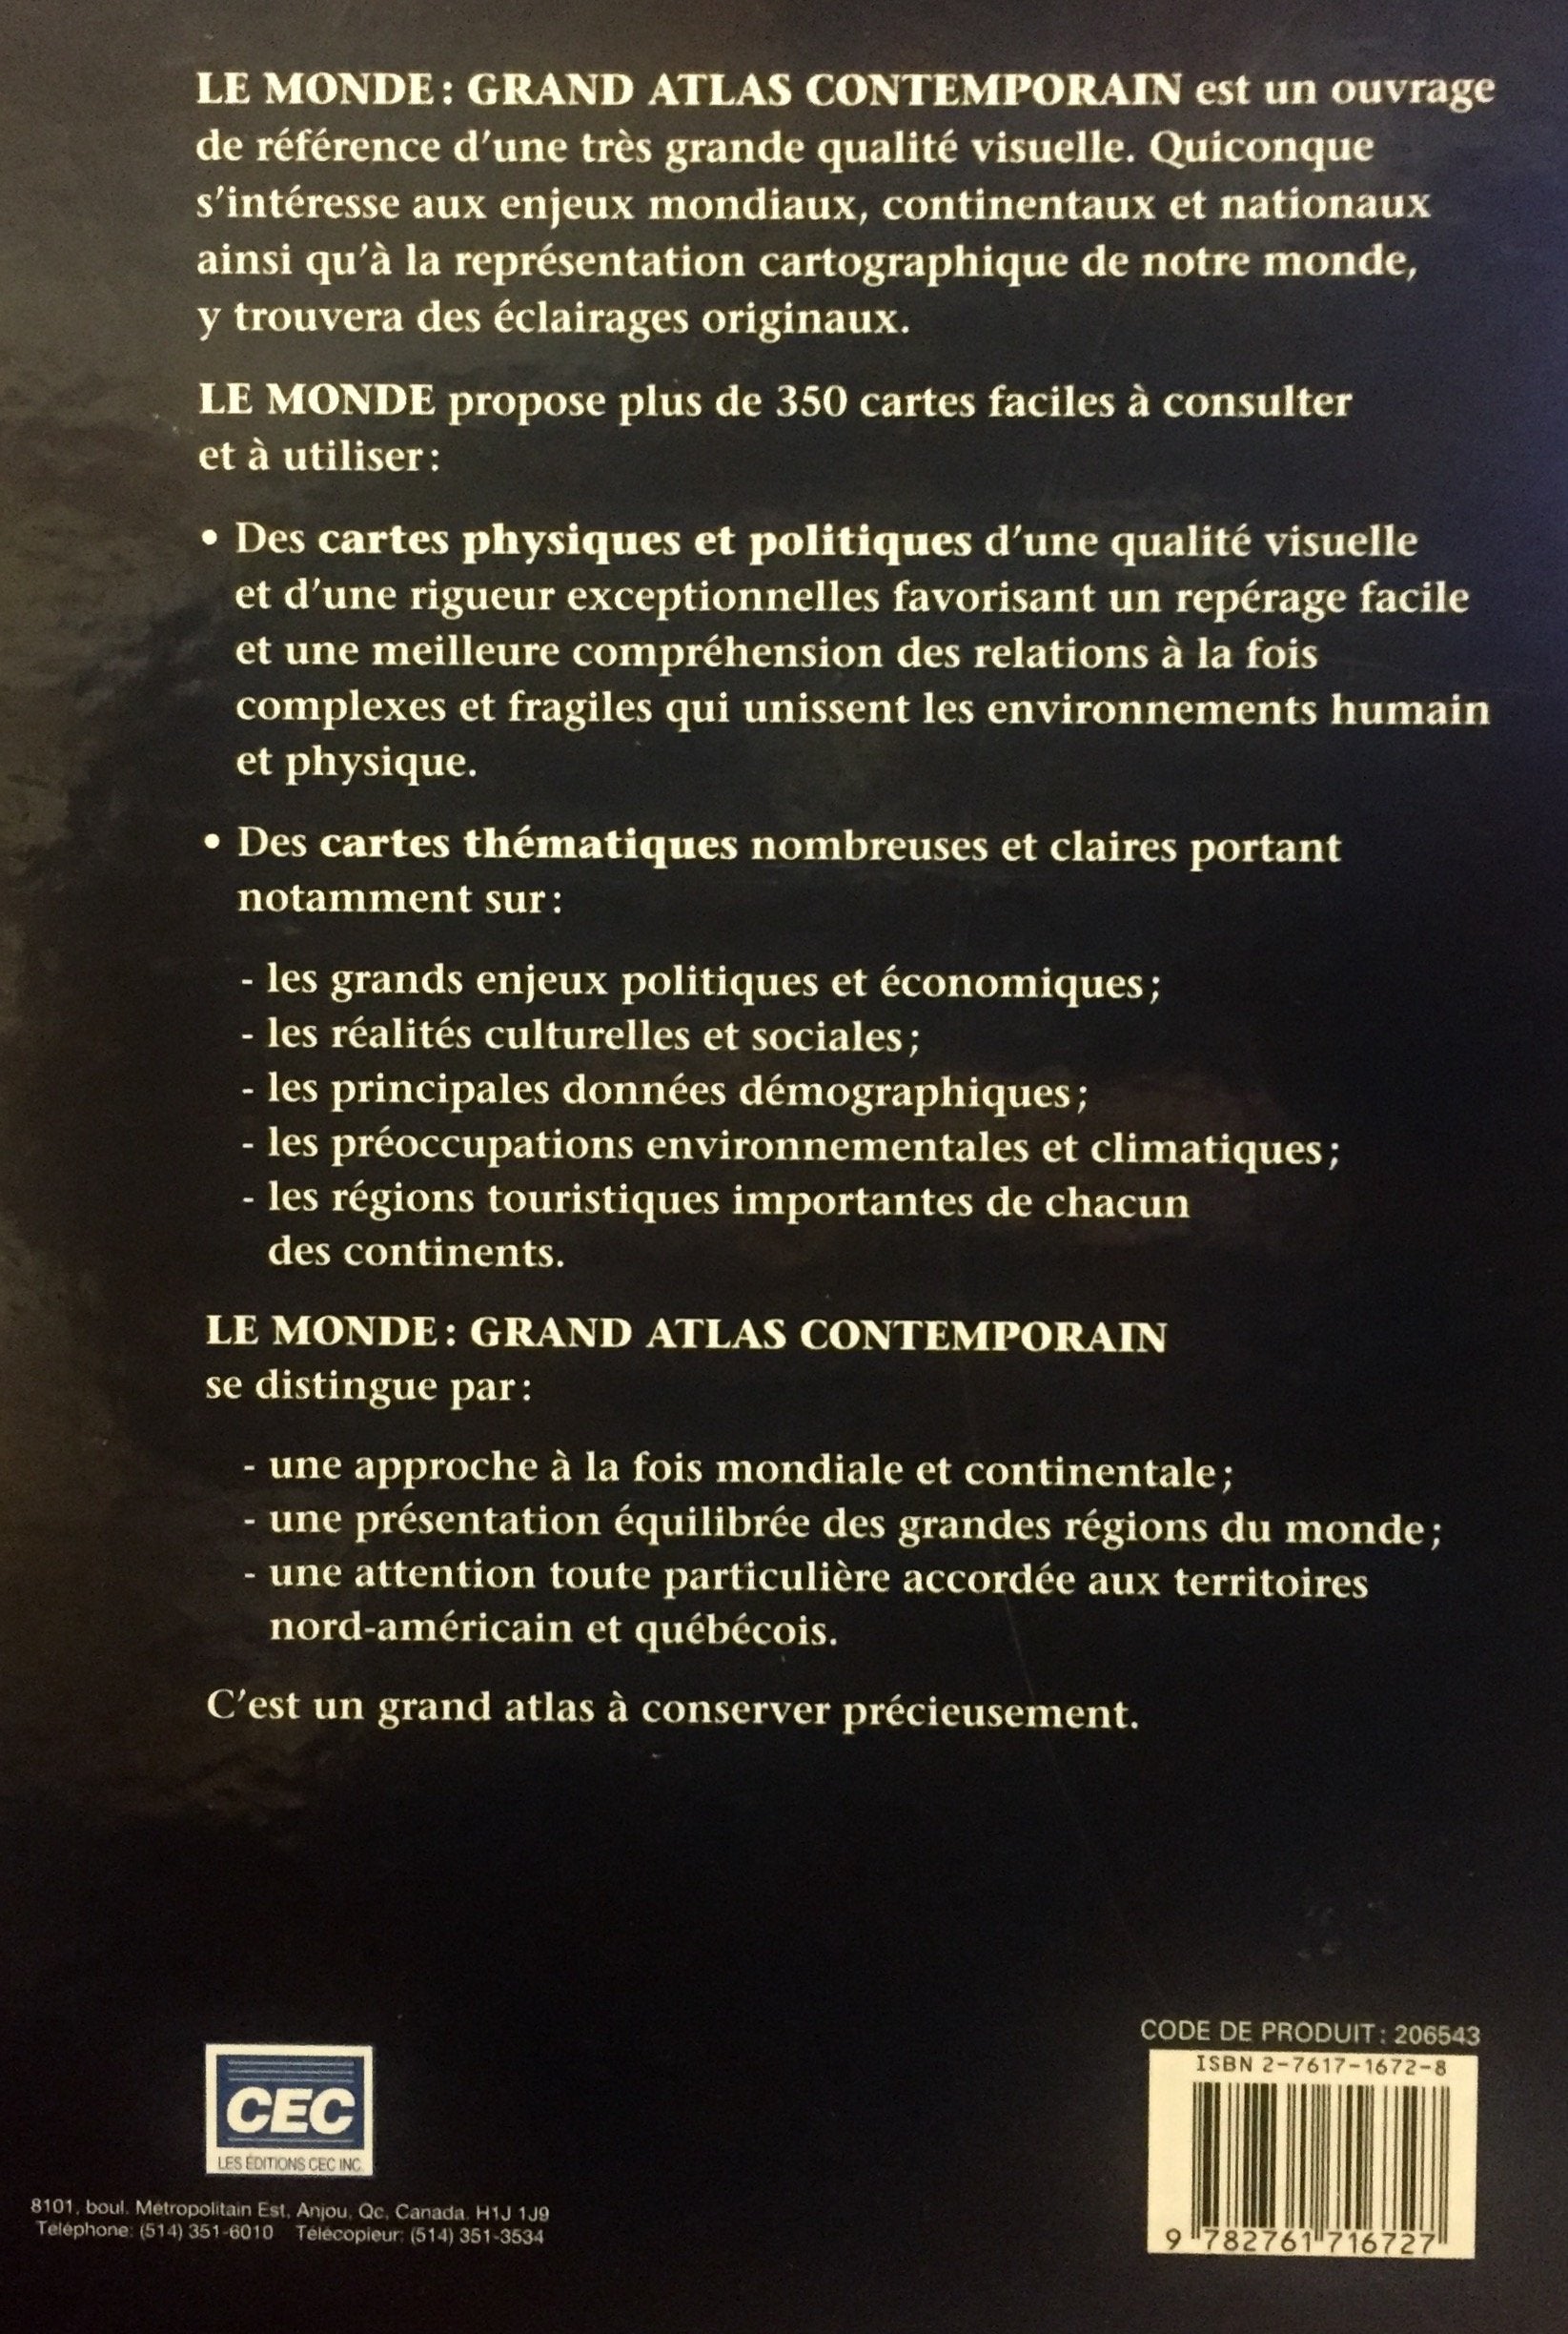 LE MONDE : GRAND ATLAS CONTEMPORAIN est un ouvrage
de référence d'une très grande qualité visuelle. Quiconque
s'intéresse aux enjeux mondiaux, continentaux et nationaux
ainsi qu'à la représentation cartographique de notre monde,
y trouvera des éclairages originaux.
LE MONDE propose plus de 350 cartes faciles à consulter
et à utiliser :
• Des cartes physiques et politiques d'une qualité visuelle
et d'une rigueur exceptionnelles favorisant un repérage facile
et une meilleure compréhension des relations à la fois
complexes et fragiles qui unissent les environnements humain
et physique.
• Des cartes thématiques nombreuses et claires portant
notamment sur :
- les grands enjeux politiques et économiques ;
- les réalités culturelles et sociales ;
- les principales données démographiques ;
- les préoccupations environnementales et climatiques ;
- les régions touristiques importantes de chacun
des continents.
LE MONDE : GRAND ATLAS CONTEMPORAIN
se distingue par :
- une approche à la fois mondiale et continentale ;
- une présentation équilibrée des grandes régions du monde ;
- une attention toute particulière accordée aux territoires
nord-américain et québécois.
C'est un grand atlas à conserver précieusement.
CEC
LES ÉDITIONS CEC INC.
8101, boul. Métropolitain Est, Anjou, Qc, Canada. H1J 1J9
Téléphone: (514) 351-6010 Télécopieur: (514) 351-3534
CODE DE PRODUIT : 206543
ISBN 2-7617-1672-8
9 782761 716727